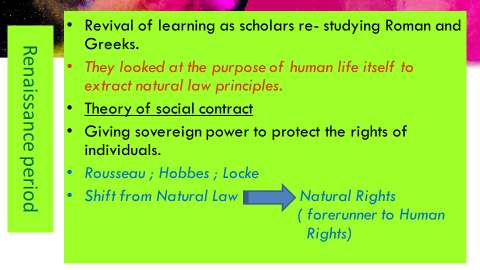 Renaissance period
• Revival of learning as scholars re- studying Roman and
Greeks.
• They looked at the purpose of human life itself to
extract natural law principles.
• Theory of social contract
• Giving sovereign power to protect the rights of
individuals.
• Rousseau ; Hobbes ; Locke
• Shift from Natural Law Natural Rights
( forerunner to Human
Rights)